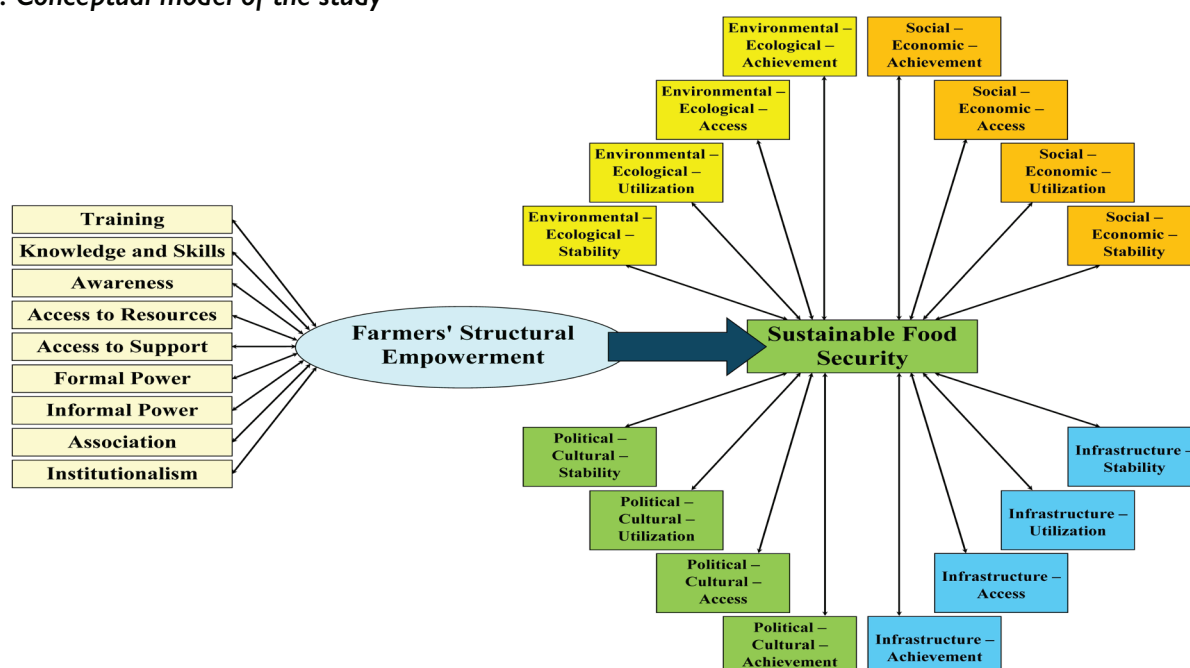 . Conceptual model of the study
Environmental –
Ecological –
Achievement
Social –
Economic –
Achievement
Environmental –
Ecological –
Access
Social –
Economic –
Access
Environmental –
Ecological –
Utilization
Social –
Economic –
Utilization
Environmental –
Ecological –
Stability
Social –
Economic –
Stability
Training
Knowledge and Skills
Awareness
Access to Resources
Access to Support
Formal Power
Informal Power
Association
Institutionalism
Farmers' Structural
Empowerment
Sustainable Food
Security
Political –
Cultural –
Stability
Infrastructure –
Stability
Political –
Cultural –
Utilization
Infrastructure –
Utilization
Political –
Cultural –
Access
Infrastructure –
Access
Political –
Cultural –
Achievement
Infrastructure –
Achievement